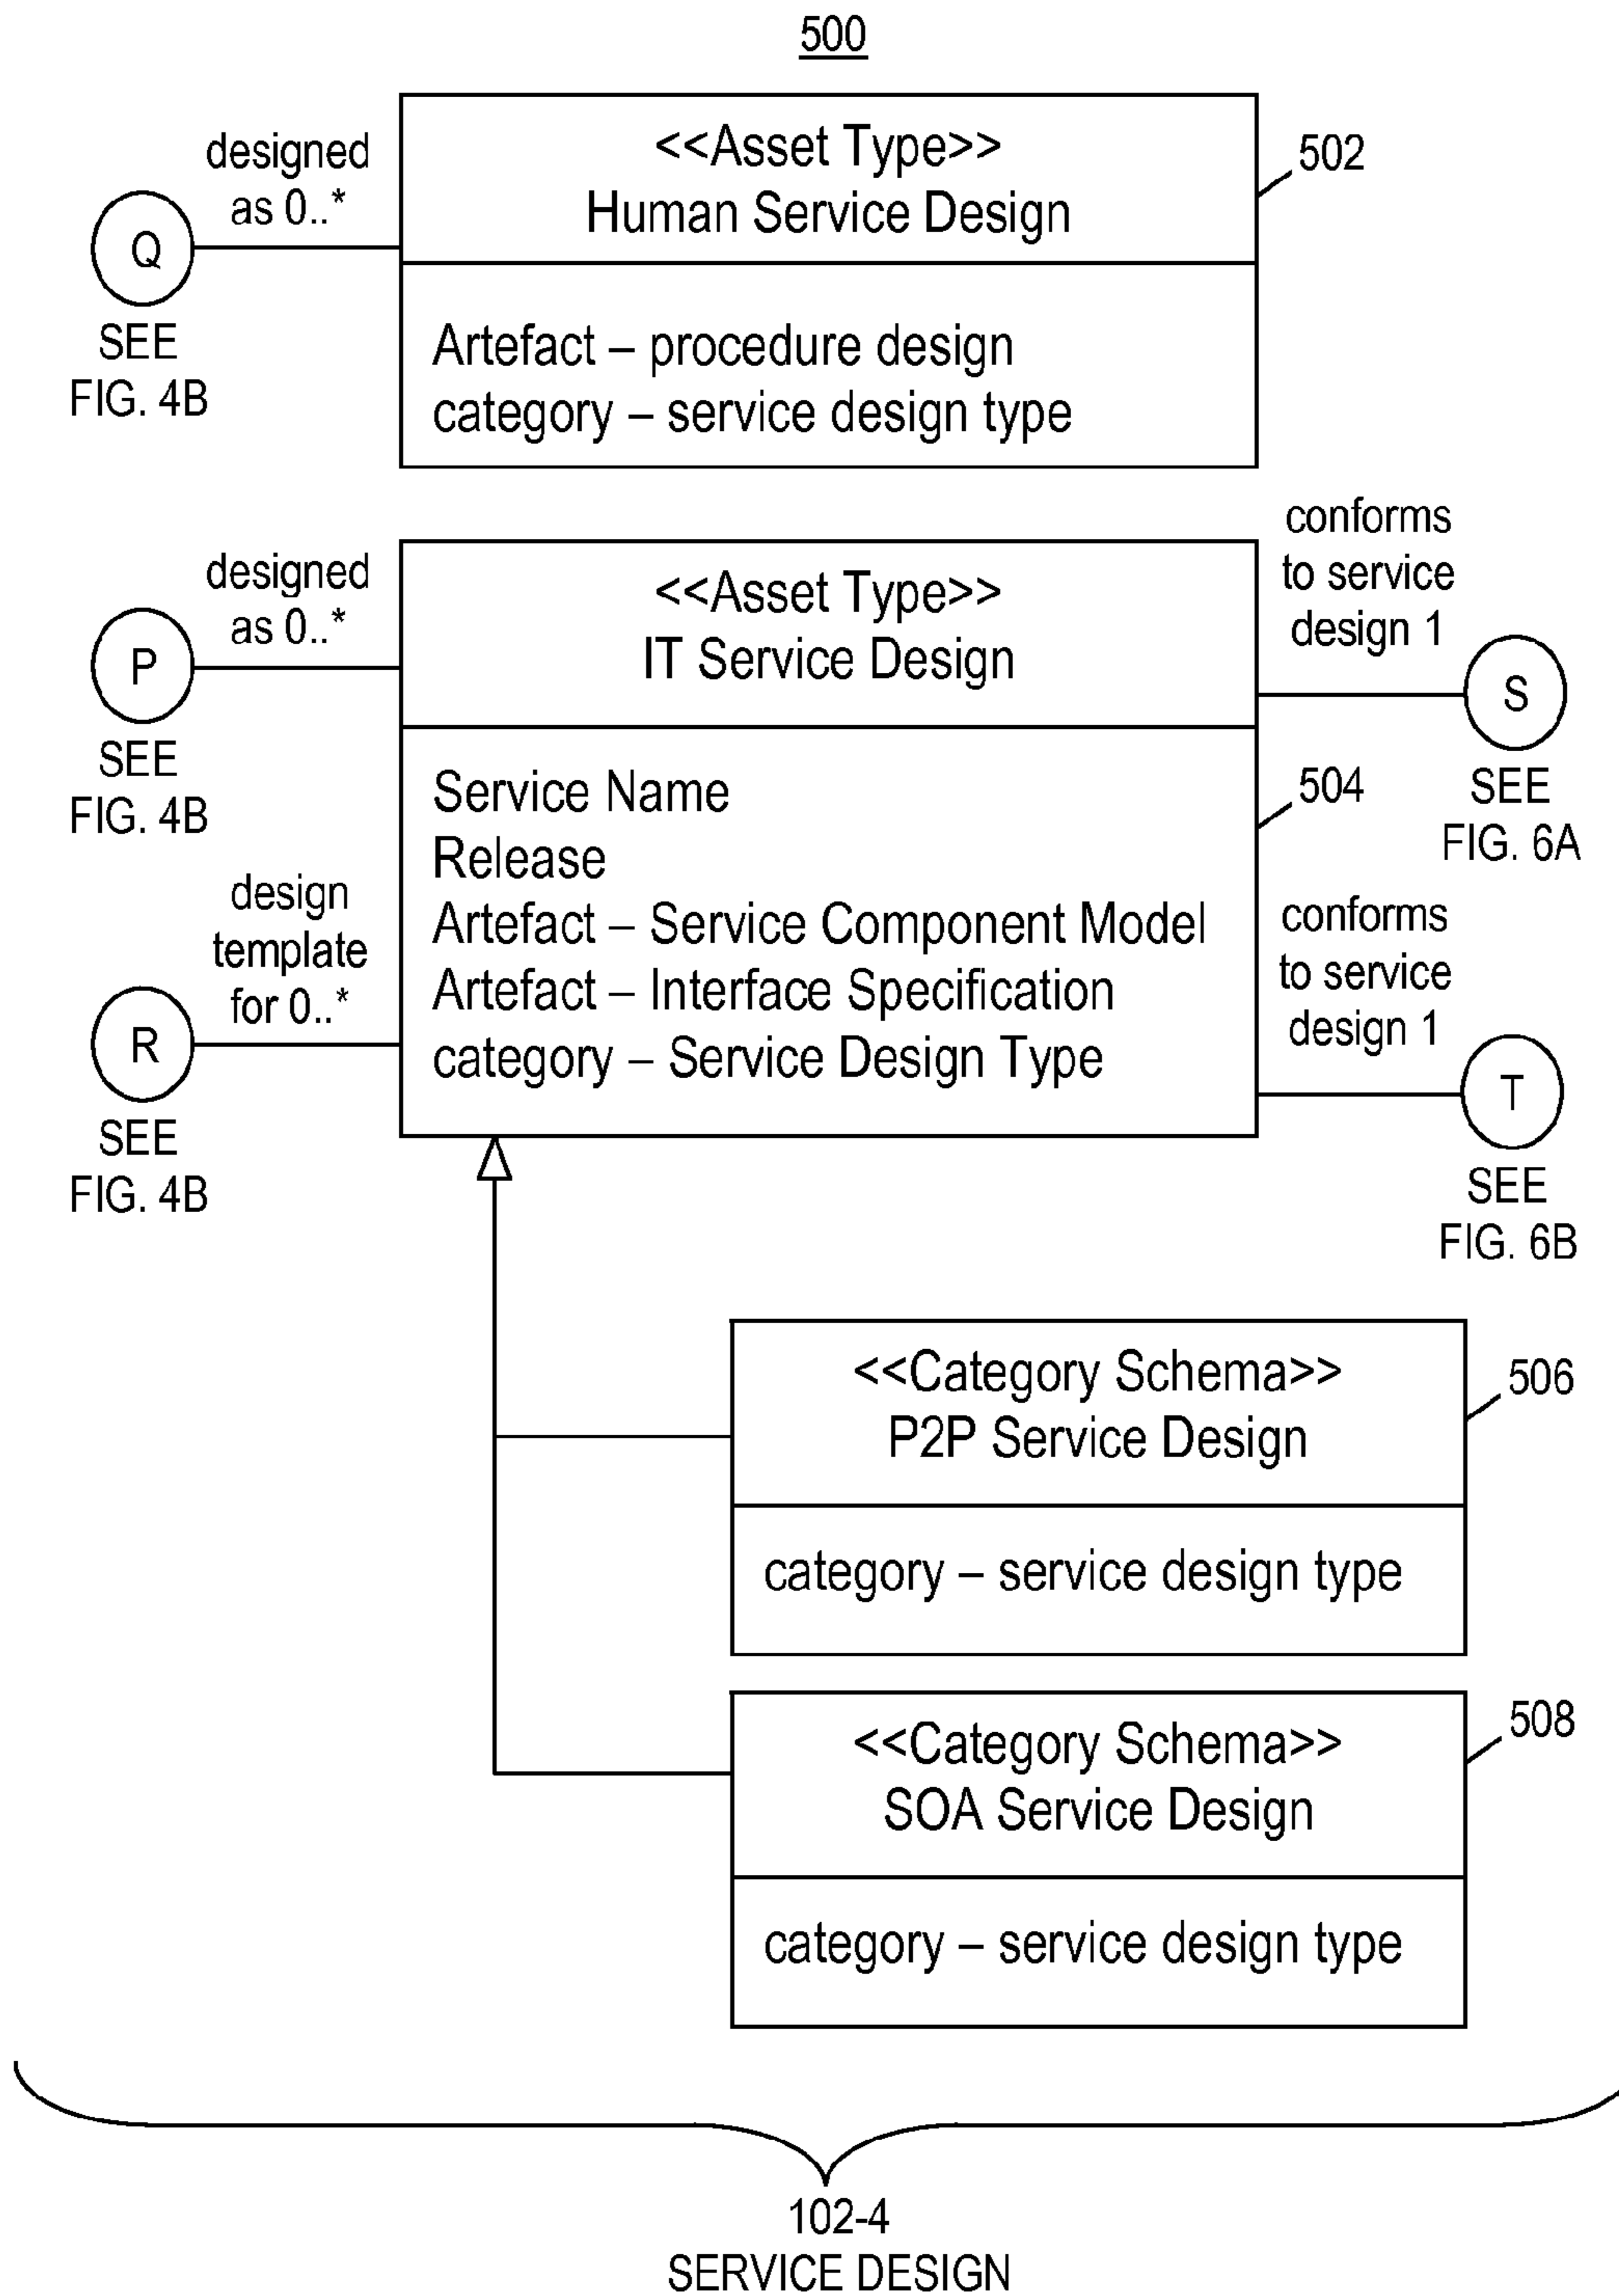 500
designed
as 0..*
Q
SEE
FIG. 4B
<<Asset Type>>
Human Service Design
502
Artefact – procedure design
category – service design type
designed
as 0..*
P
SEE
FIG. 4B
<<Asset Type>>
IT Service Design
conforms
to service
design 1
S
SEE
FIG. 6A
504
Service Name
Release
Artefact – Service Component Model
Artefact – Interface Specification
category – Service Design Type
design
template
for 0..*
R
SEE
FIG. 4B
conforms
to service
design 1
T
SEE
FIG. 6B
<<Category Schema>>
P2P Service Design
506
category – service design type
<<Category Schema>>
SOA Service Design
508
category – service design type
102-4
SERVICE DESIGN